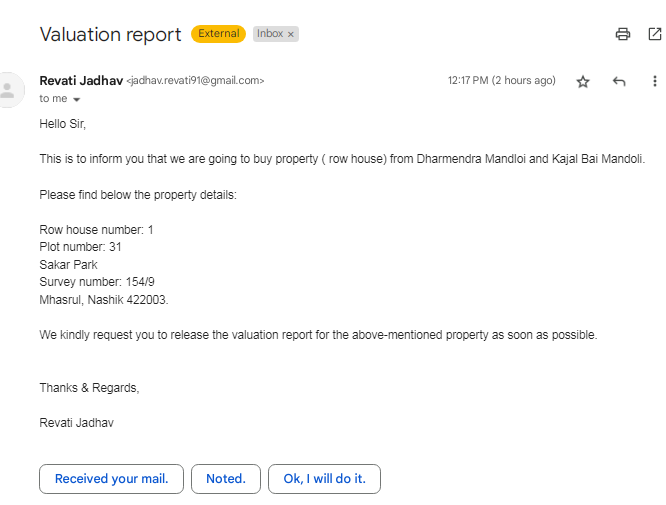 Valuation report External Inbox ×
Revati Jadhav <jadhav.revati91@gmail.com> 12:17 PM (2 hours ago)
to me
Hello Sir,
This is to inform you that we are going to buy property ( row house) from Dharmendra Mandloi and Kajal Bai Mandoli.
Please find below the property details:
Row house number: 1
Plot number: 31
Sakar Park
Survey number: 154/9
Mhasrul, Nashik 422003.
We kindly request you to release the valuation report for the above-mentioned property as soon as possible.
Thanks & Regards,
Revati Jadhav
Received your mail. Noted. Ok, I will do it.